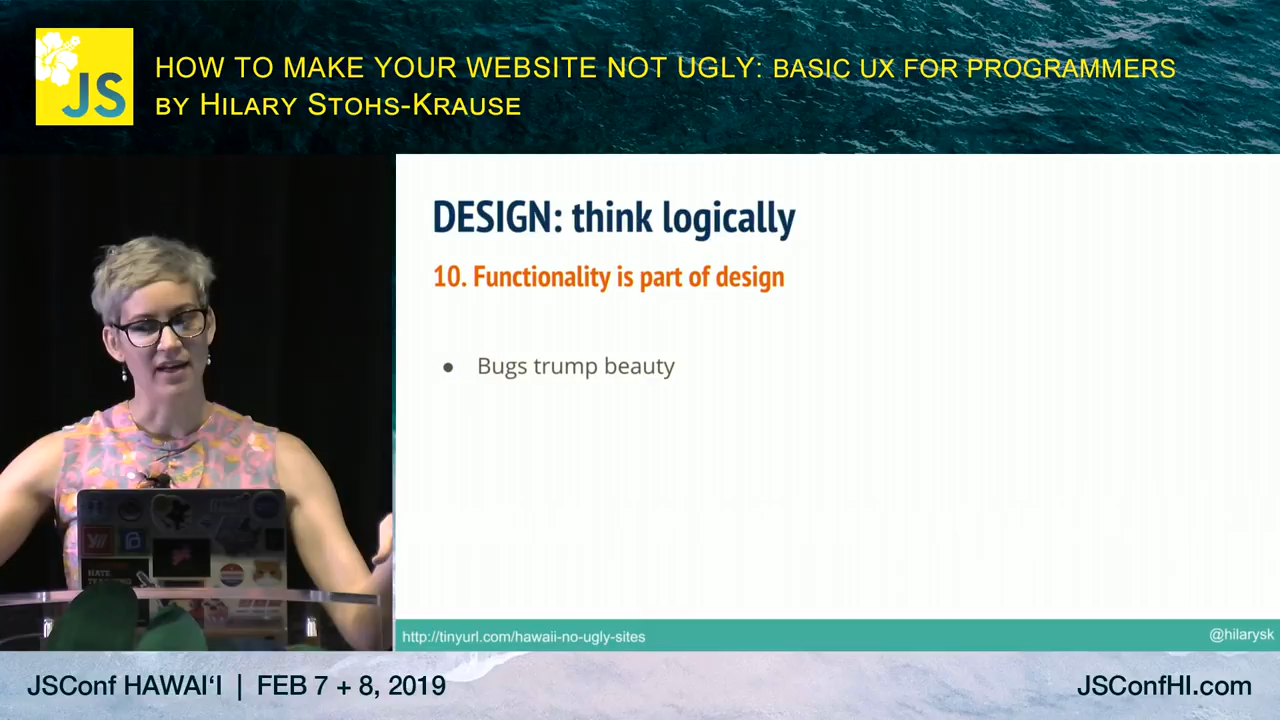 JS
HOW TO MAKE YOUR WEBSITE NOT UGLY: BASIC UX FOR PROGRAMMERS
BY HILARY STOHS-KRAUSE
DESIGN: think logically
10. Functionality is part of design
● Bugs trump beauty
HATE
http://tinyurl.com/hawaii-no-ugly-sites
@hilarysk
JSConf HAWAIʻI | FEB 7 + 8, 2019
JSConfHI.com